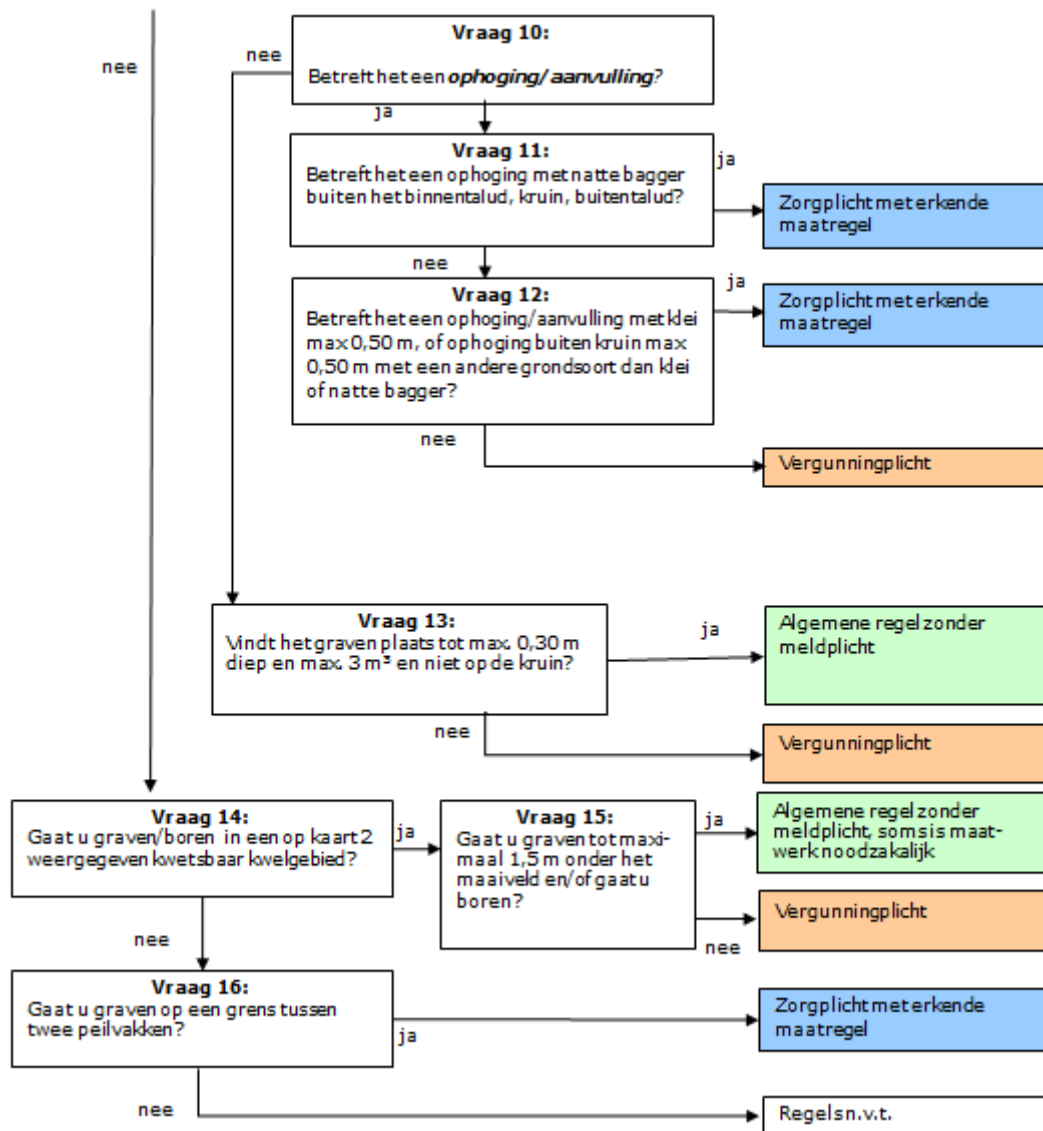 nee
nee
Vraag 10:
Betreft het een ophoging/aanvulling?
ja
Vraag 11:
Betreft het een ophoging met natte bagger
buiten het binnentalud, kruin, buitentalud?
ja
Zorgplicht met erkende
maatregel
nee
Vraag 12:
Betreft het een ophoging/aanvulling met klei
max 0,50 m, of ophoging buiten kruin max
0,50 m met een andere grondsoort dan klei
of natte bagger?
ja
Zorgplicht met erkende
maatregel
nee
Vergunningplicht
Vraag 13:
Vindt het graven plaats tot max. 0,30 m
diep en max. 3 m³ en niet op de kruin?
ja
Algemene regel zonder
meldplicht
nee
Vergunningplicht
Vraag 14:
Gaat u graven/boren in een op kaart 2
weergegeven kwetsbaar kwelgebied?
ja
Vraag 15:
Gaat u graven tot maxi-
maal 1,5 m onder het
maaiveld en/of gaat u
boren?
ja
Algemene regel zonder
meldplicht, soms is maat-
werk noodzakelijk
nee
Vergunningplicht
nee
Vraag 16:
Gaat u graven op een grens tussen
twee peilvakken?
ja
Zorgplicht met erkende
maatregel
nee
Regels n.v.t.